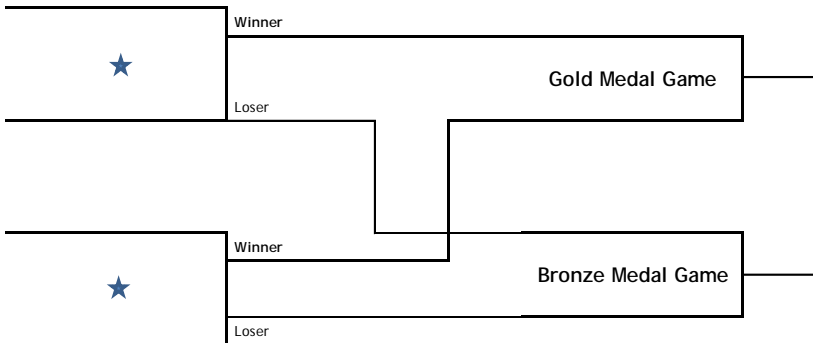 Winner
Gold Medal Game
Loser
Winner
Bronze Medal Game
Loser